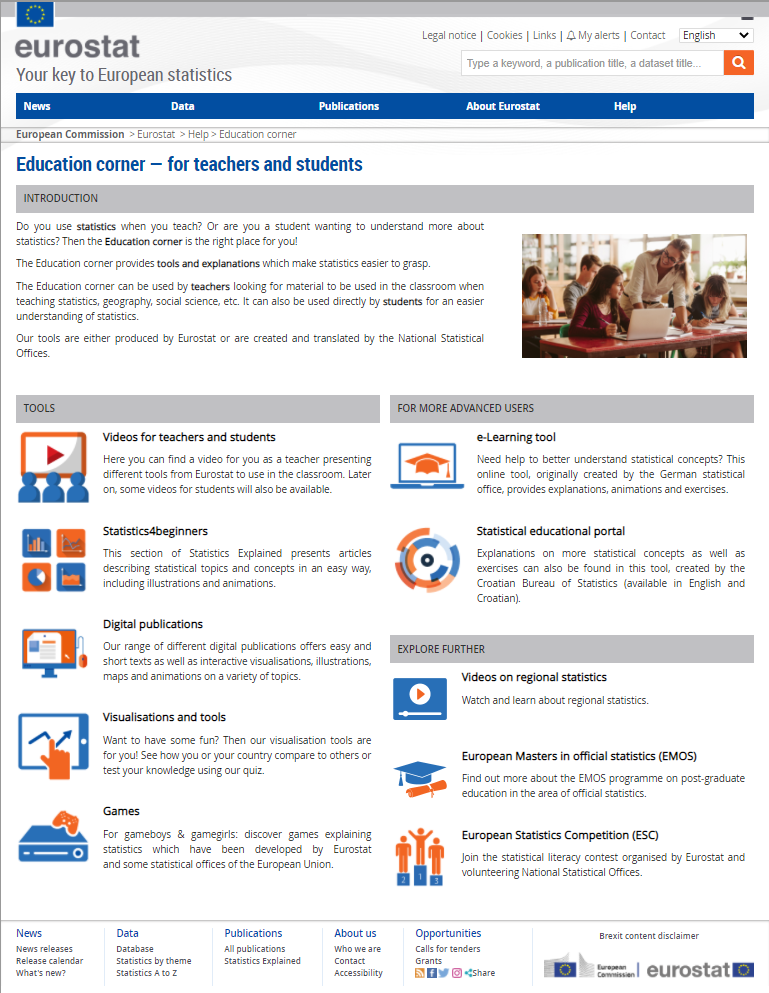 Legal notice | Cookies | Links | My alerts | Contact English
eurostat
Your key to European statistics
Type a keyword, a publication title, a dataset title...
News Data Publications About Eurostat Help
European Commission > Eurostat > Help > Education corner
Education corner — for teachers and students
INTRODUCTION
Do you use statistics when you teach? Or are you a student wanting to understand more about
statistics? Then the Education corner is the right place for you!
The Education corner provides tools and explanations which make statistics easier to grasp.
The Education corner can be used by teachers looking for material to be used in the classroom when
teaching statistics, geography, social science, etc. It can also be used directly by students for an easier
understanding of statistics.
Our tools are either produced by Eurostat or are created and translated by the National Statistical
Offices.
TOOLS
Videos for teachers and students
Here you can find a video for you as a teacher presenting
different tools from Eurostat to use in the classroom. Later
on, some videos for students will also be available.
Statistics4beginners
This section of Statistics Explained presents articles
describing statistical topics and concepts in an easy way,
including illustrations and animations.
Digital publications
Our range of different digital publications offers easy and
short texts as well as interactive visualisations, illustrations,
maps and animations on a variety of topics.
Visualisations and tools
Want to have some fun? Then our visualisation tools are
for you! See how you or your country compare to others or
test your knowledge using our quiz.
Games
For gameboys & gamegirls: discover games explaining
statistics which have been developed by Eurostat
and some statistical offices of the European Union.
FOR MORE ADVANCED USERS
e-Learning tool
Need help to better understand statistical concepts? This
online tool, originally created by the German statistical
office, provides explanations, animations and exercises.
Statistical educational portal
Explanations on more statistical concepts as well as
exercises can also be found in this tool, created by the
Croatian Bureau of Statistics (available in English and
Croatian).
EXPLORE FURTHER
Videos on regional statistics
Watch and learn about regional statistics.
European Masters in official statistics (EMOS)
Find out more about the EMOS programme on post-graduate
education in the area of official statistics.
2 1 3
European Statistics Competition (ESC)
Join the statistical literacy contest organised by Eurostat and
volunteering National Statistical Offices.
News
News releases
Release calendar
What's new?
Data
Database
Statistics by theme
Statistics A to Z
Publications
All publications
Statistics Explained
About us
Who we are
Contact
Accessibility
Opportunities
Calls for tenders
Grants
Share
Brexit content disclaimer
European
Commission
eurostat